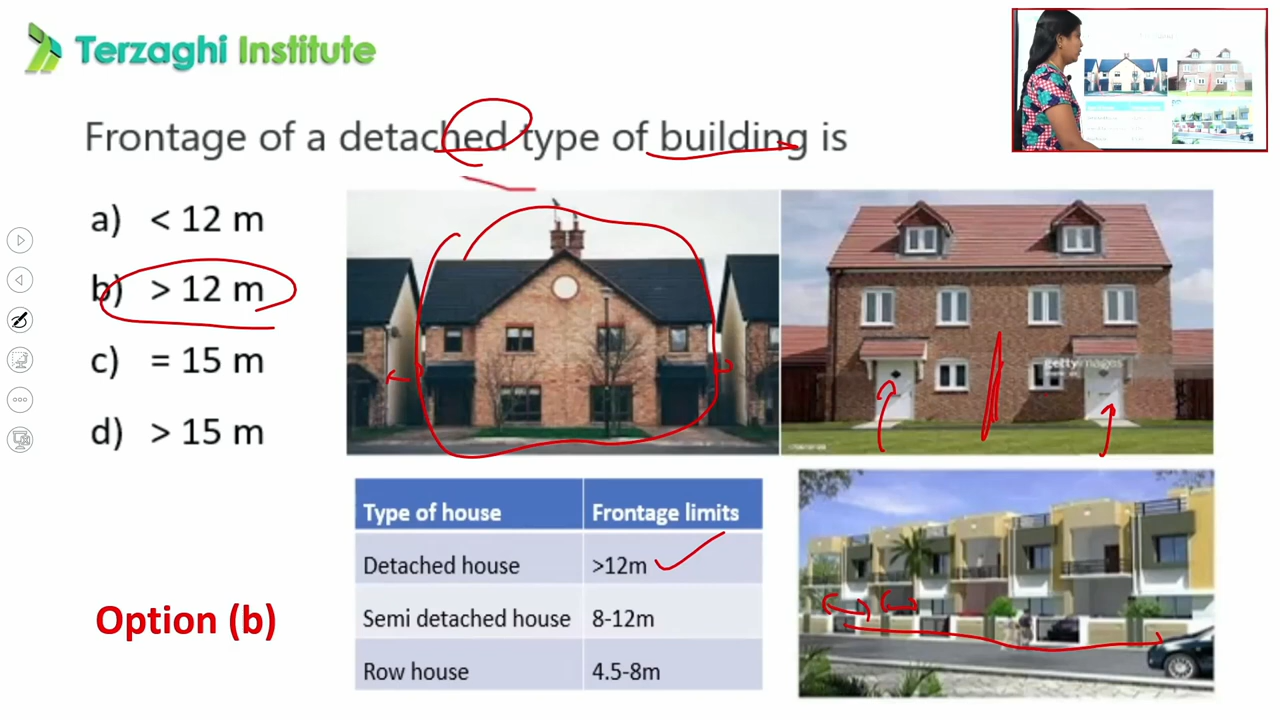 Terzaghi Institute
Frontage of a detached type of building is
a) < 12 m
b) > 12 m
c) = 15 m
d) > 15 m
gettyimages
Type of house Frontage limits
Detached house >12m
Semi detached house 8-12m
Row house 4.5-8m
Option (b)